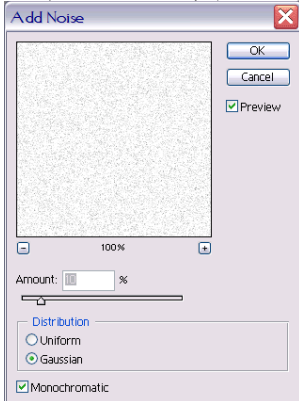 Add Noise
OK
Cancel
Preview
100%
Amount: %
Distribution
Uniform
Gaussian
Monochromatic